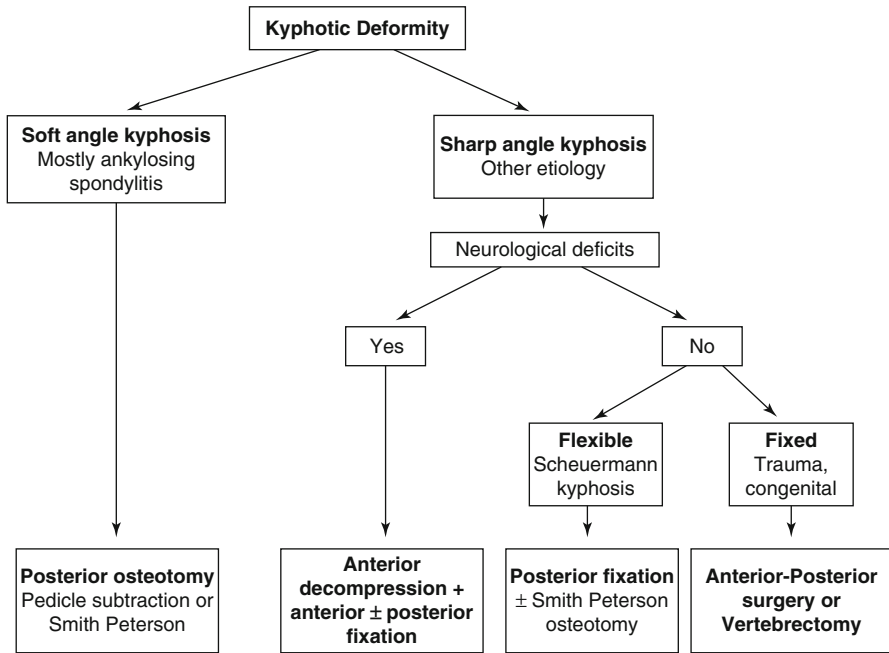 Kyphotic Deformity
Soft angle kyphosis
Mostly ankylosing
spondylitis
Sharp angle kyphosis
Other etiology
Neurological deficits
Yes
No
Flexible
Scheuermann
kyphosis
Fixed
Trauma,
congenital
Posterior osteotomy
Pedicle subtraction or
Smith Peterson
Anterior
decompression +
anterior ± posterior
fixation
Posterior fixation
± Smith Peterson
osteotomy
Anterior-Posterior
surgery or
Vertebrectomy